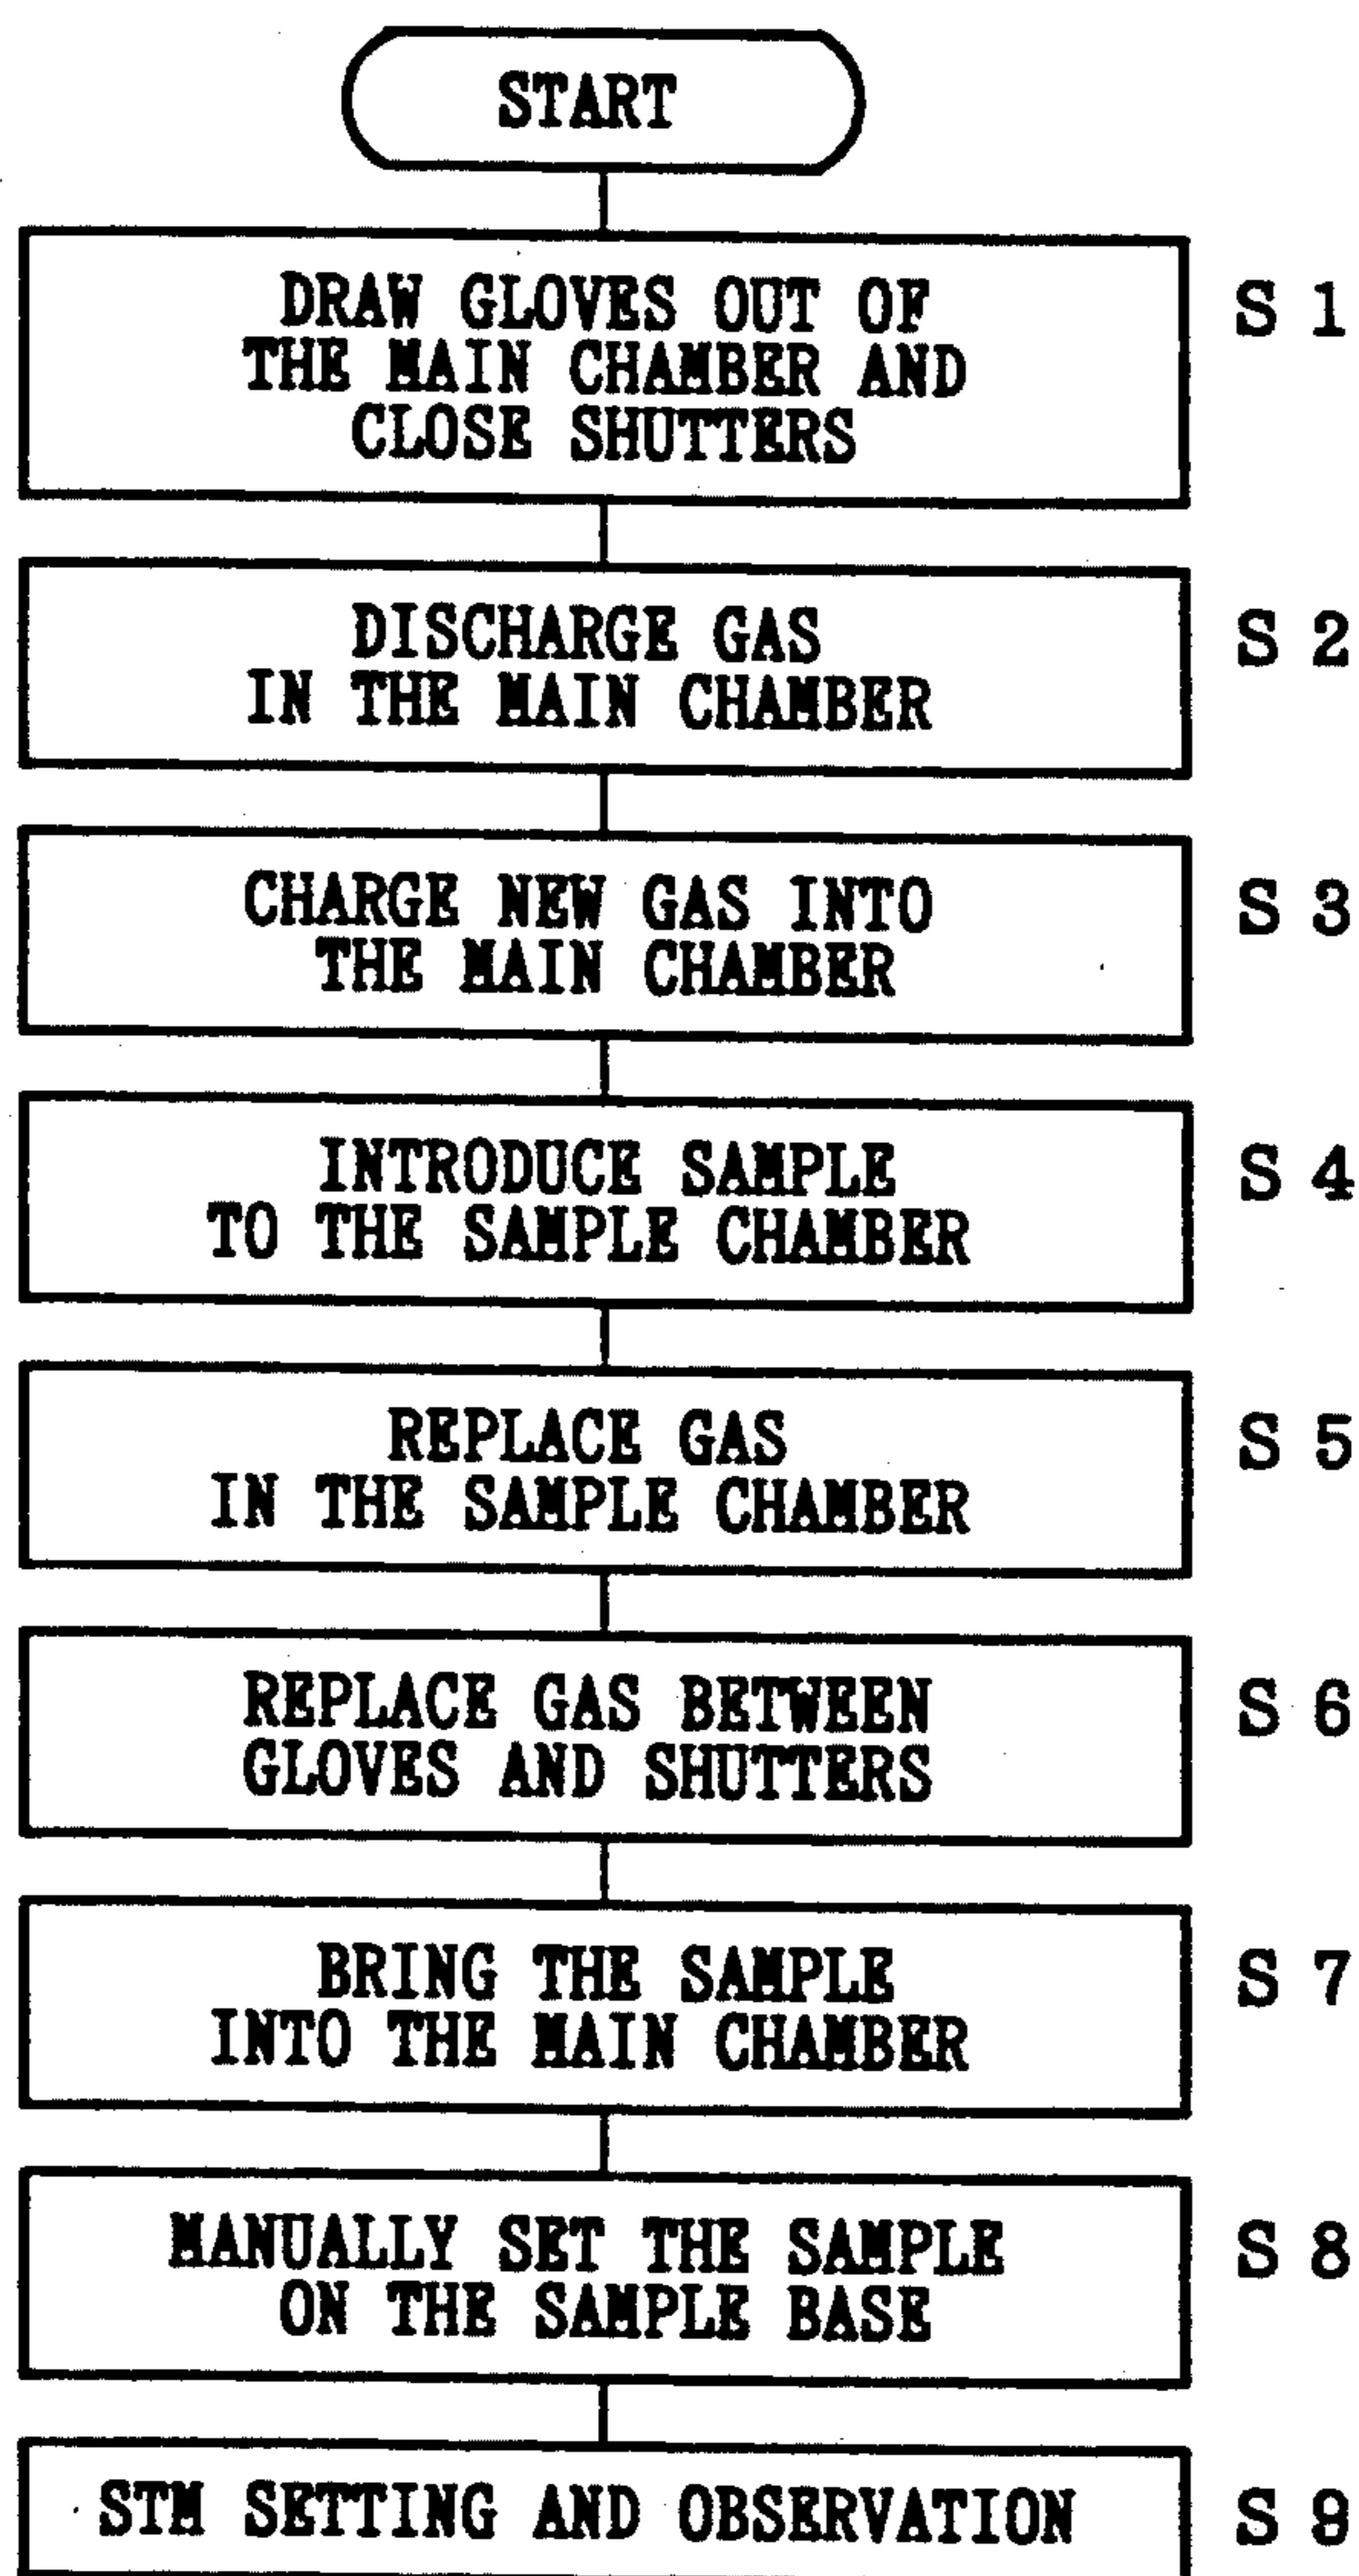 START
DRAW GLOVES OUT OF
THE MAIN CHAMBER AND
CLOSE SHUTTERS
S 1
DISCHARGE GAS
IN THE MAIN CHAMBER
S 2
CHARGE NEW GAS INTO
THE MAIN CHAMBER
S 3
INTRODUCE SAMPLE
TO THE SAMPLE CHAMBER
S 4
REPLACE GAS
IN THE SAMPLE CHAMBER
S 5
REPLACE GAS BETWEEN
GLOVES AND SHUTTERS
S 6
BRING THE SAMPLE
INTO THE MAIN CHAMBER
S 7
MANUALLY SET THE SAMPLE
ON THE SAMPLE BASE
S 8
STM SETTING AND OBSERVATION
S 9